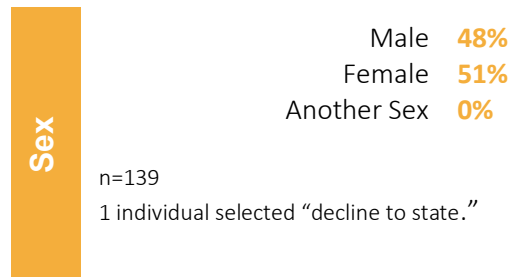 Sex
Male 48%
Female 51%
Another Sex 0%
n=139
1 individual selected “decline to state.”